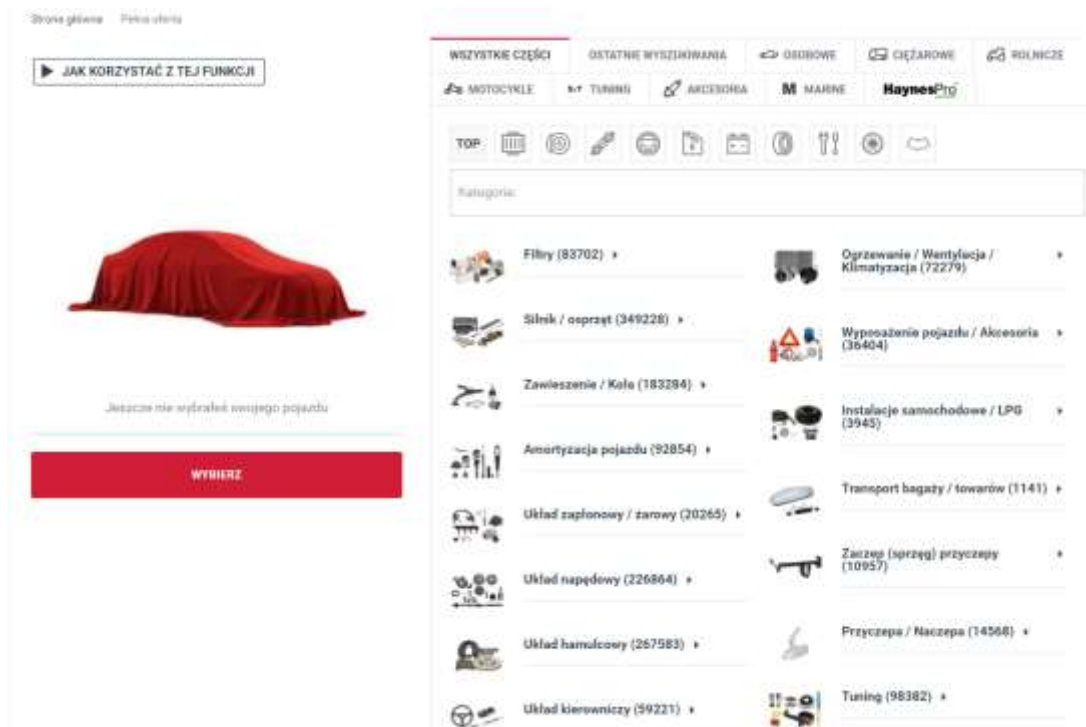 Strona główna Pełna oferta
JAK KORZYSTAĆ Z TEJ FUNKCJI
Jeszcze nie wybrałeś swojego pojazdu
WYBIERZ
WSZYSTKIE CZĘŚCI OSTATNIE WYSZUKIWANIA OSOBOWE CIĘŻAROWE ROLNICZE
MOTOCYKLE TUNING AKCESORIA MARINE HaynesPro
TOP
Kategorie:
Filtry (83702)
Silnik / osprzęt (349228)
Zawieszenie / Koła (183284)
Amortyzacja pojazdu (92854)
Układ zapłonowy / żarowy (20265)
Układ napędowy (226864)
Układ hamulcowy (267583)
Układ kierowniczy (59221)
Ogrzewanie / Wentylacja /
Klimatyzacja (72279)
Wyposażenie pojazdu / Akcesoria
(36404)
Instalacje samochodowe / LPG
(3945)
Transport bagaży / towarów (1141)
Zaczep (sprzęg) przyczepy
(10957)
Przyczepa / Naczepa (14568)
Tuning (98382)